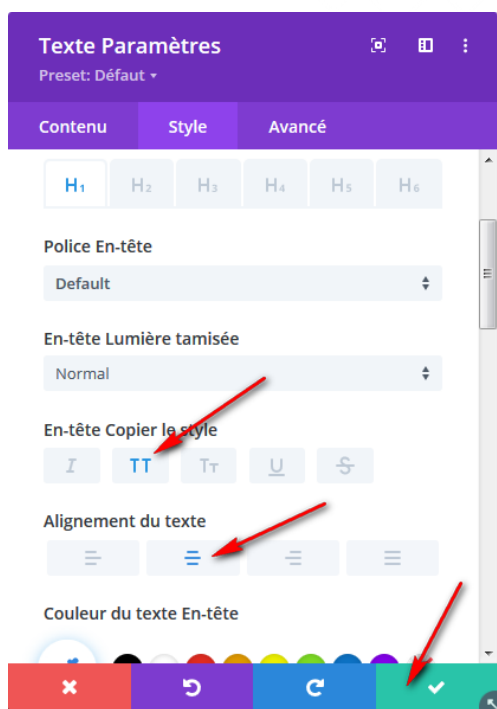 Texte Paramètres
Preset: Défaut
Contenu Style Avancé
H1 H2 H3 H4 H5 H6
Police En-tête
Default
En-tête Lumière tamisée
Normal
En-tête Copier le style
I TT Tт U S
Alignement du texte
Couleur du texte En-tête